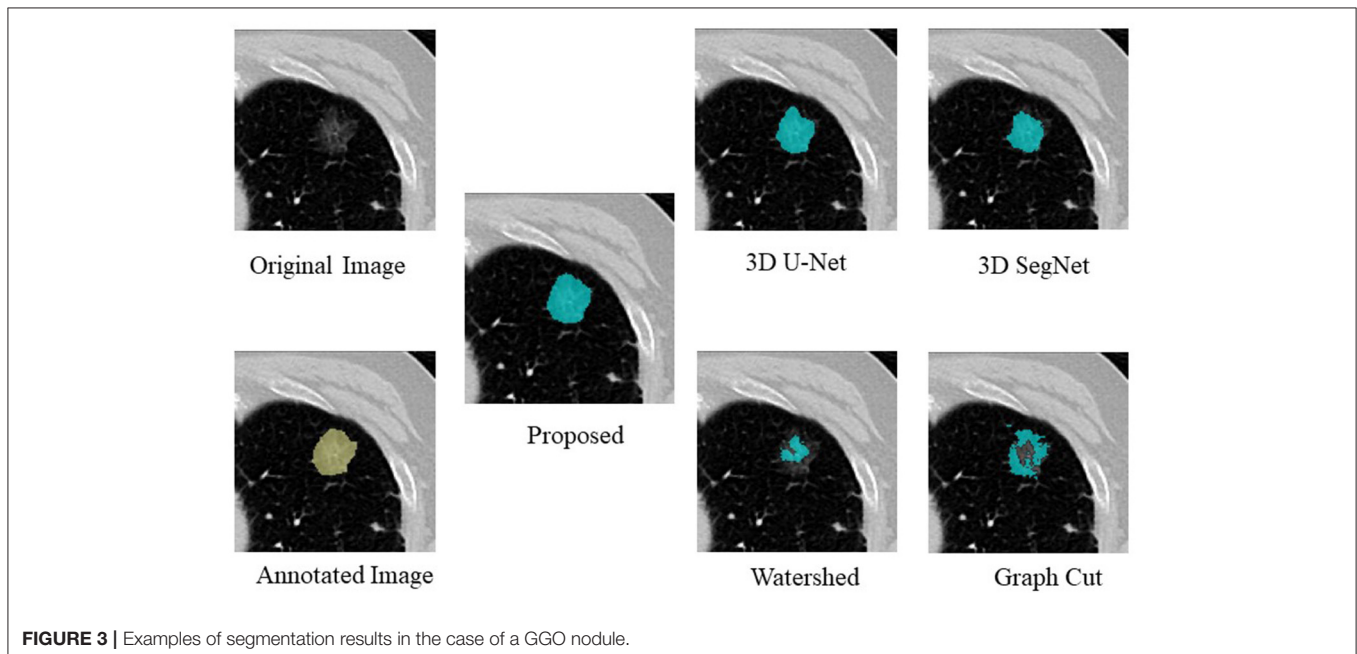 Original Image
3D U-Net
3D SegNet
Proposed
Annotated Image
Watershed
Graph Cut
FIGURE 3 | Examples of segmentation results in the case of a GGO nodule.